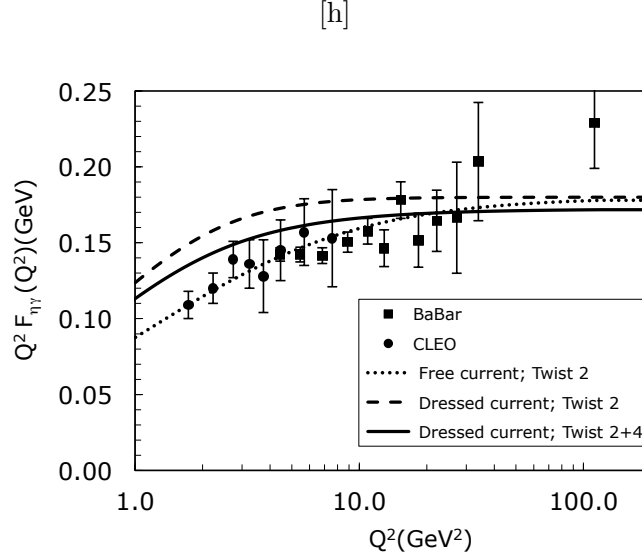 [h]
0.25
0.20
0.15
0.10
0.05
0.00
1.0 10.0 100.0
Q²(GeV²)
Q² F_ηγ (Q²)(GeV)
BaBar
CLEO
Free current; Twist 2
Dressed current; Twist 2
Dressed current; Twist 2+4